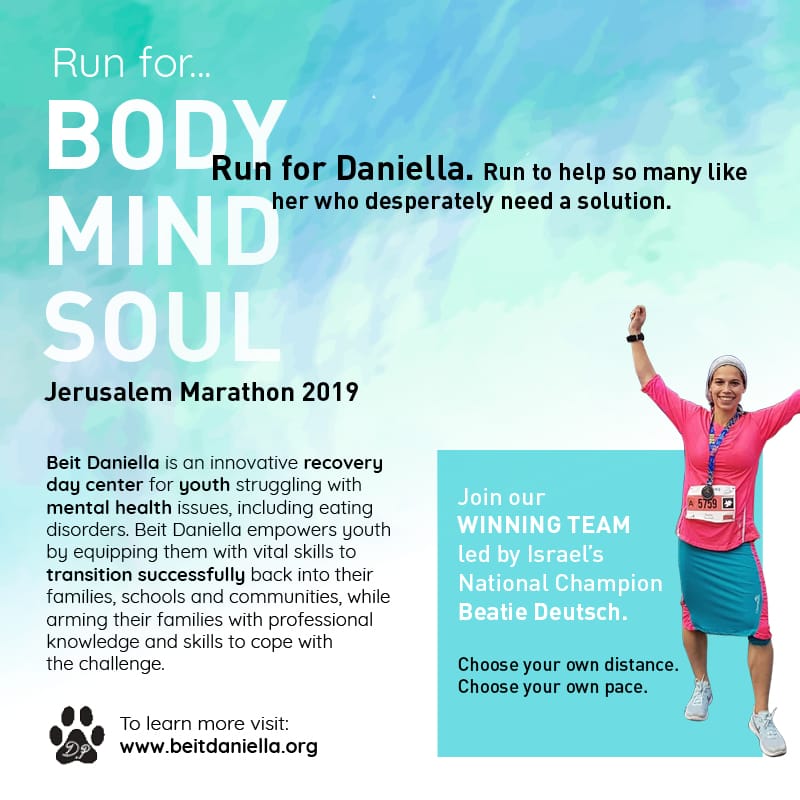 Run for...
BODY
MIND
SOUL
Run for Daniella. Run to help so many like
her who desperately need a solution.
Jerusalem Marathon 2019
Beit Daniella is an innovative recovery
day center for youth struggling with
mental health issues, including eating
disorders. Beit Daniella empowers youth
by equipping them with vital skills to
transition successfully back into their
families, schools and communities, while
arming their families with professional
knowledge and skills to cope with
the challenge.
DP
To learn more visit:
www.beitdaniella.org
Join our
WINNING TEAM
led by Israel's
National Champion
Beatie Deutsch.
Choose your own distance.
Choose your own pace.
A 5759